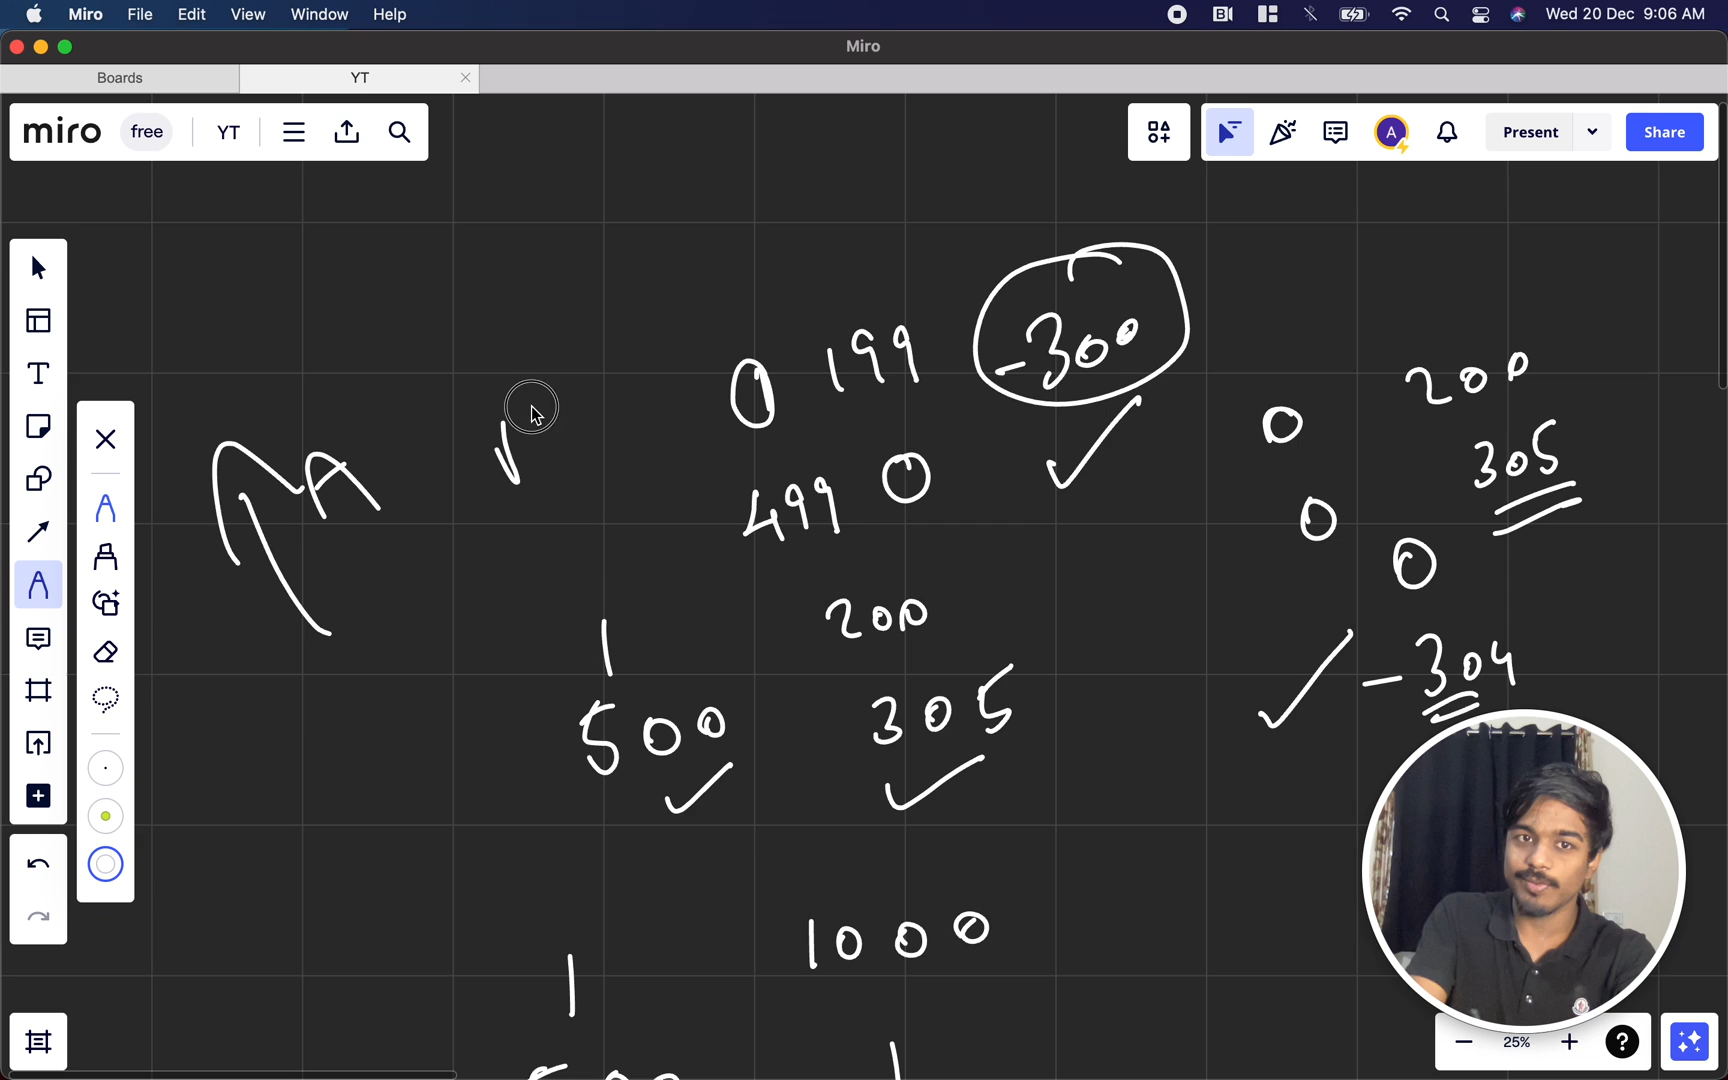 Miro File Edit View Window Help
Wed 20 Dec 9:06 AM
Miro
Boards
YT
miro free YT
Present Share
A
0 199 -300
499 0
0 200
305
0
0
200
1
-304
500 305
1000
1
25%